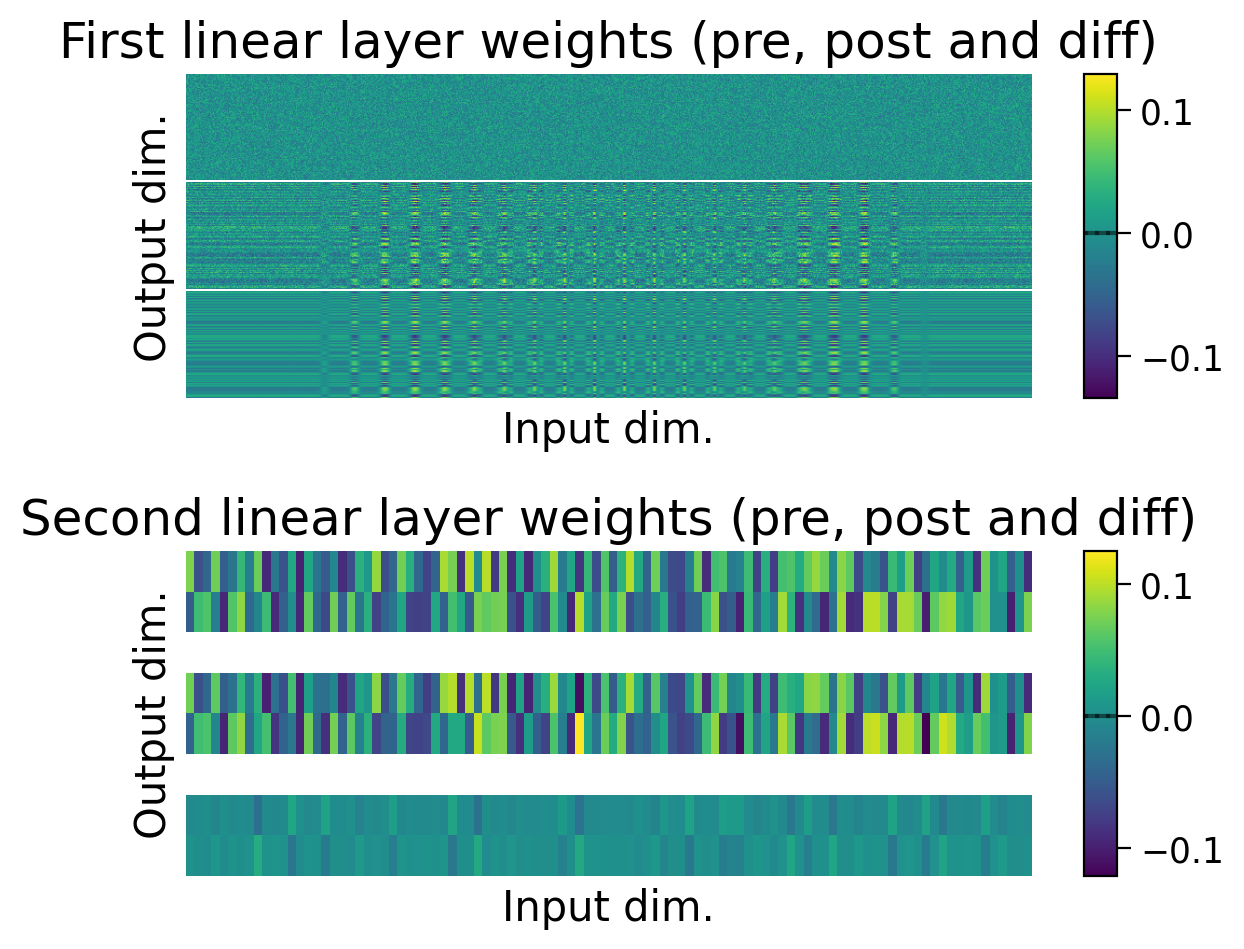 First linear layer weights (pre, post and diff)
Output dim.
0.1
0.0
−0.1
Input dim.
Second linear layer weights (pre, post and diff)
Output dim.
0.1
0.0
−0.1
Input dim.